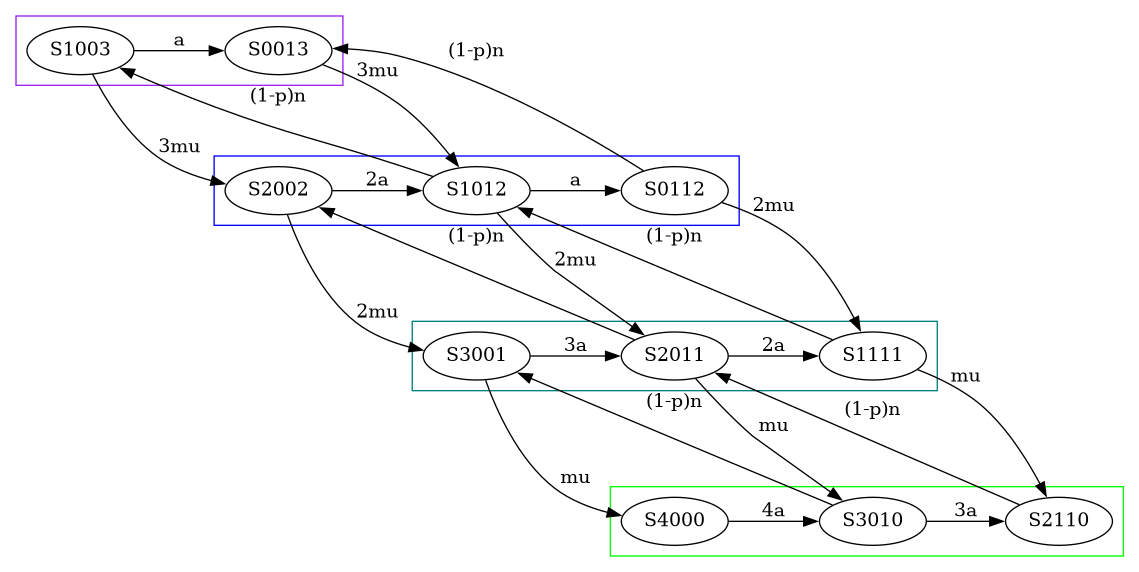 S1003
a
S0013
(1-p)n
3mu
(1-p)n
3mu
S2002
2a
S1012
a
S0112
2mu
(1-p)n
(1-p)n
2mu
2mu
S3001
3a
S2011
2a
S1111
mu
(1-p)n
(1-p)n
mu
mu
S4000
4a
S3010
3a
S2110